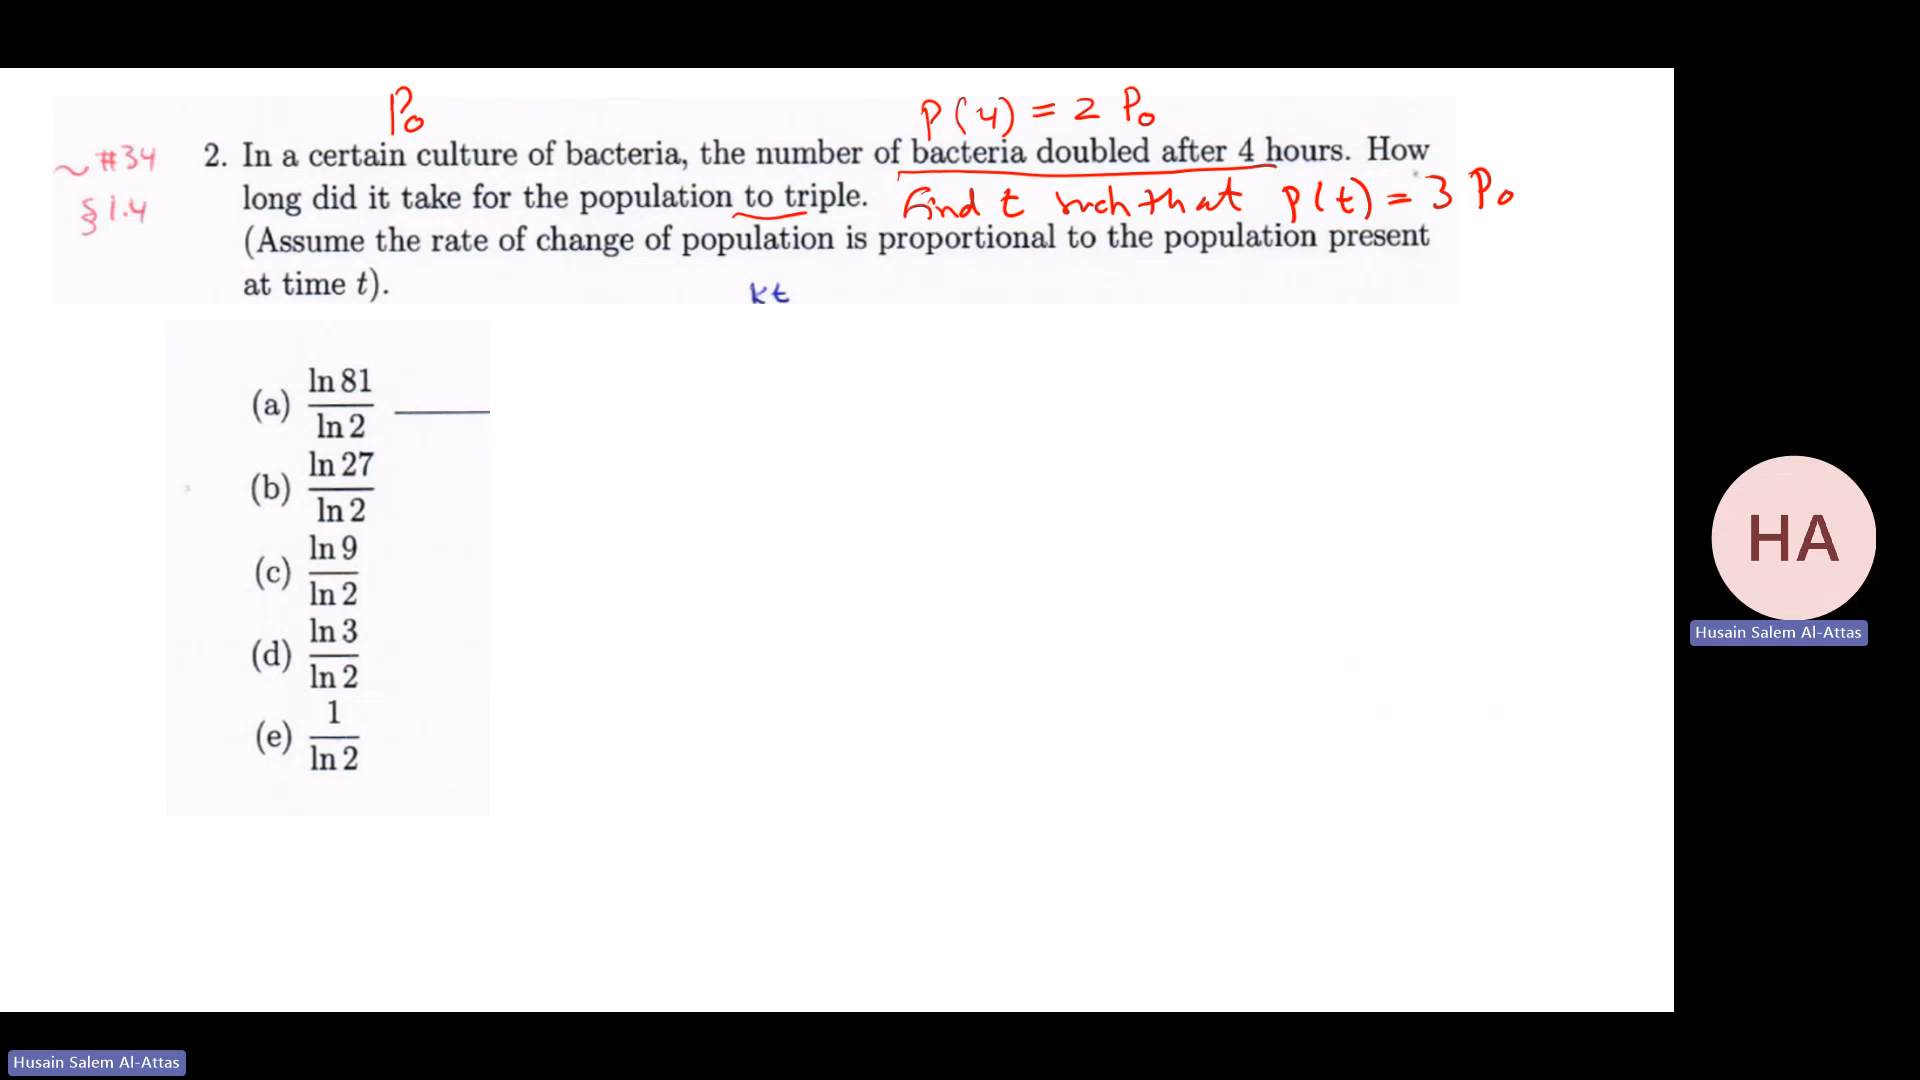 P₀
P(4) = 2 P₀
~ #34
§ 1.4
2. In a certain culture of bacteria, the number of bacteria doubled after 4 hours. How
long did it take for the population to triple. Find t such that P(t) = 3 P₀
(Assume the rate of change of population is proportional to the population present
at time t).
kt
(a) ln 81 / ln 2
(b) ln 27 / ln 2
(c) ln 9 / ln 2
(d) ln 3 / ln 2
(e) 1 / ln 2
HA
Husain Salem Al-Attas
Husain Salem Al-Attas